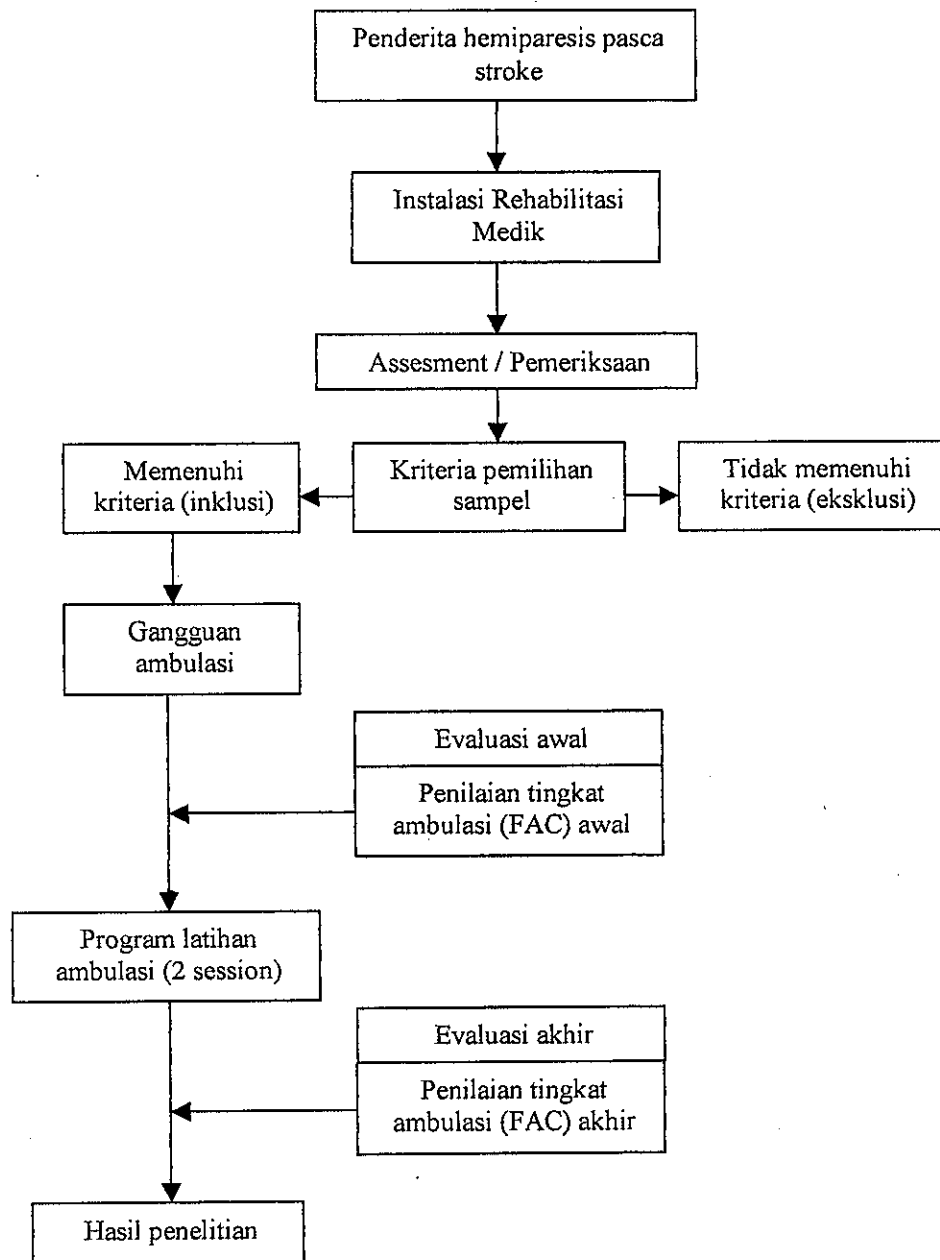 Penderita hemiparesis pasca
stroke
Instalasi Rehabilitasi
Medik
Assesment / Pemeriksaan
Memenuhi
kriteria (inklusi)
Kriteria pemilihan
sampel
Tidak memenuhi
kriteria (eksklusi)
Gangguan
ambulasi
Evaluasi awal
Penilaian tingkat
ambulasi (FAC) awal
Program latihan
ambulasi (2 session)
Evaluasi akhir
Penilaian tingkat
ambulasi (FAC) akhir
Hasil penelitian